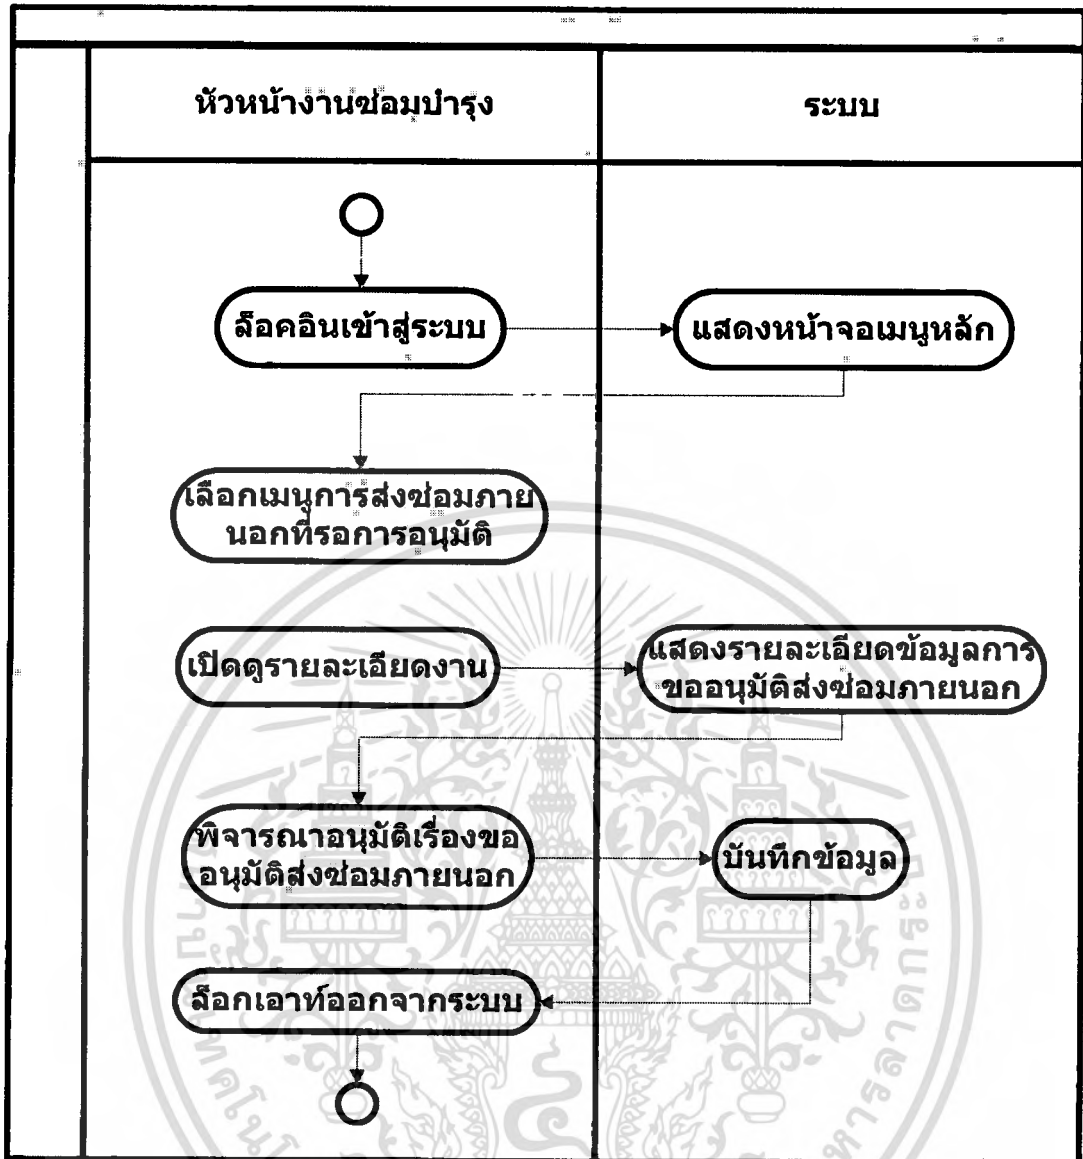 หัวหน้างานซ่อมบำรุง
ระบบ
ล็อคอินเข้าสู่ระบบ
แสดงหน้าจอเมนูหลัก
เลือกเมนูการส่งซ่อมภาย
นอกที่รอการอนุมัติ
เปิดดูรายละเอียดงาน
แสดงรายละเอียดข้อมูลการ
ขออนุมัติส่งซ่อมภายนอก
พิจารณาอนุมัติเรื่องขอ
อนุมัติส่งซ่อมภายนอก
บันทึกข้อมูล
ล็อกเอาท์ออกจากระบบ